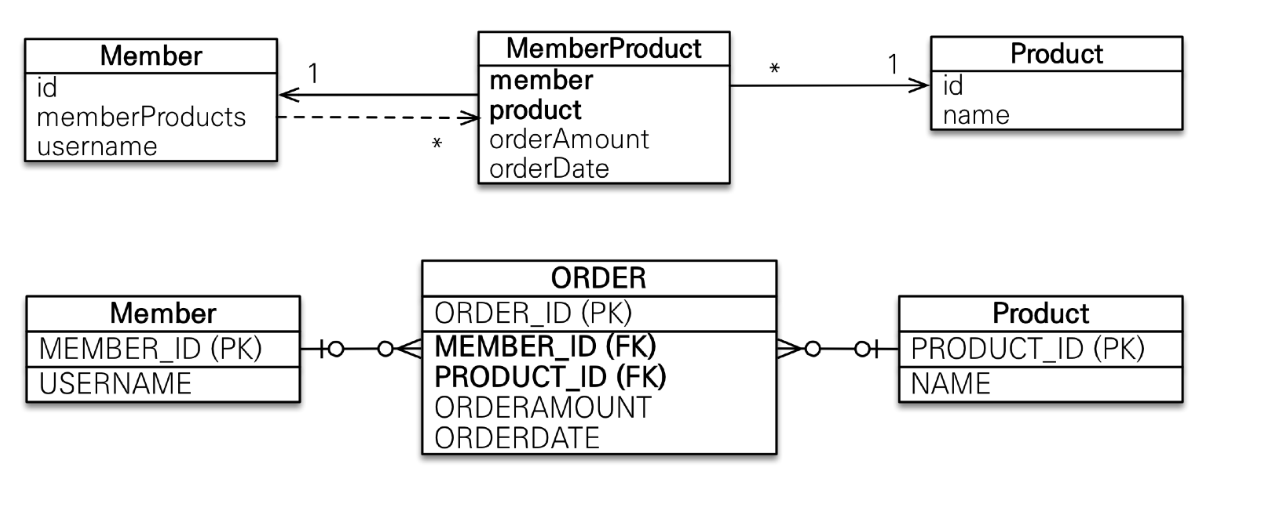 Member
id
memberProducts
username
1
*
MemberProduct
member
product
orderAmount
orderDate
*
1
Product
id
name
Member
MEMBER_ID (PK)
USERNAME
ORDER
ORDER_ID (PK)
MEMBER_ID (FK)
PRODUCT_ID (FK)
ORDERAMOUNT
ORDERDATE
Product
PRODUCT_ID (PK)
NAME